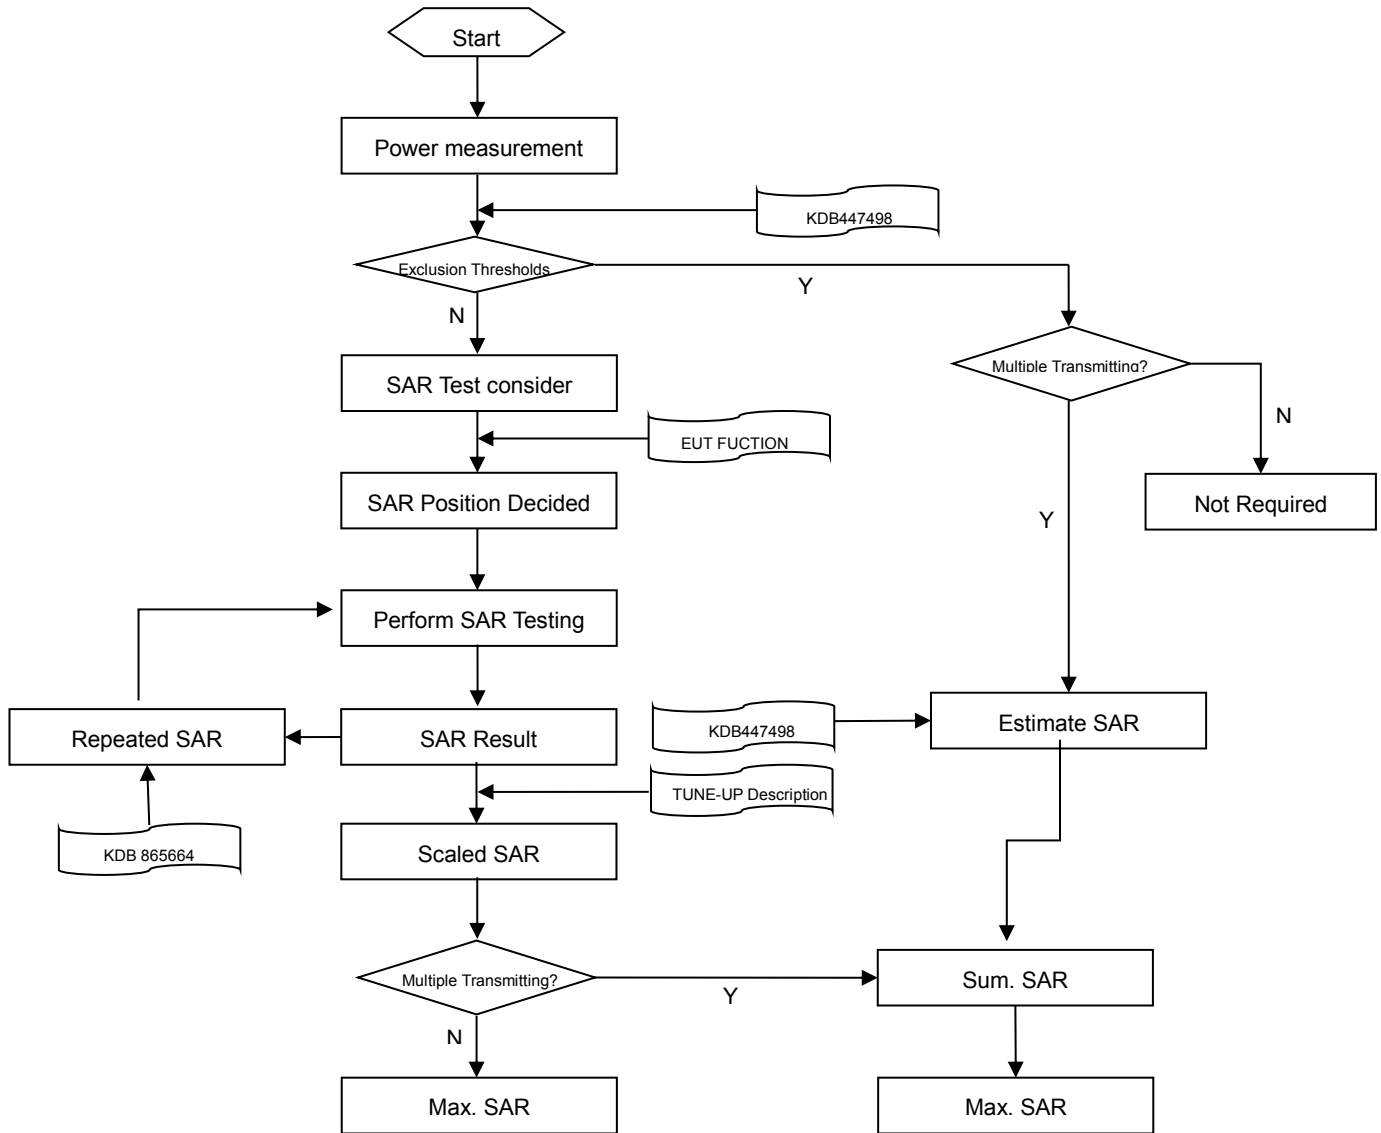 Start
Power measurement
KDB447498
Exclusion Thresholds
Y
N
Multiple Transmitting?
SAR Test consider
N
EUT FUCTION
SAR Position Decided
Not Required
Y
Perform SAR Testing
Repeated SAR
SAR Result
KDB447498
Estimate SAR
TUNE-UP Description
KDB 865664
Scaled SAR
Multiple Transmitting?
Y
Sum. SAR
N
Max. SAR
Max. SAR